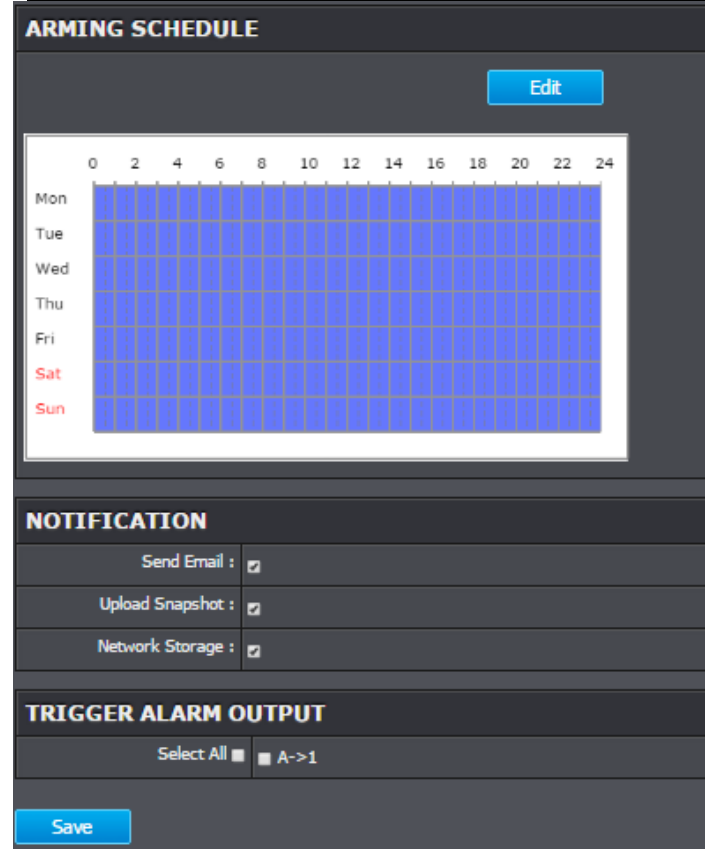 ARMING SCHEDULE
Edit
0 2 4 6 8 10 12 14 16 18 20 22 24
Mon
Tue
Wed
Thu
Fri
Sat
Sun
NOTIFICATION
Send Email :
Upload Snapshot :
Network Storage :
TRIGGER ALARM OUTPUT
Select All A->1
Save